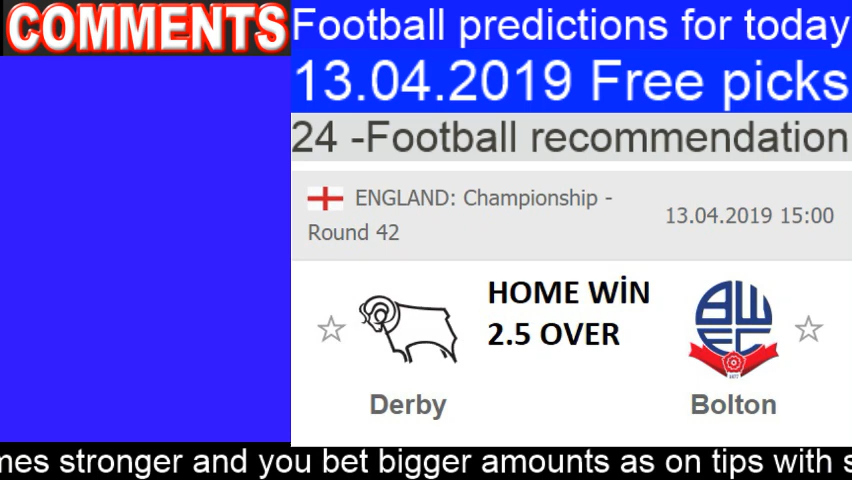 COMMENTS
Football predictions for today
13.04.2019 Free picks
24 -Football recommendation
ENGLAND: Championship -
Round 42
13.04.2019 15:00
HOME WİN
2.5 OVER
BWFC
Derby
Bolton
stronger and you bet bigger amounts as on tips with